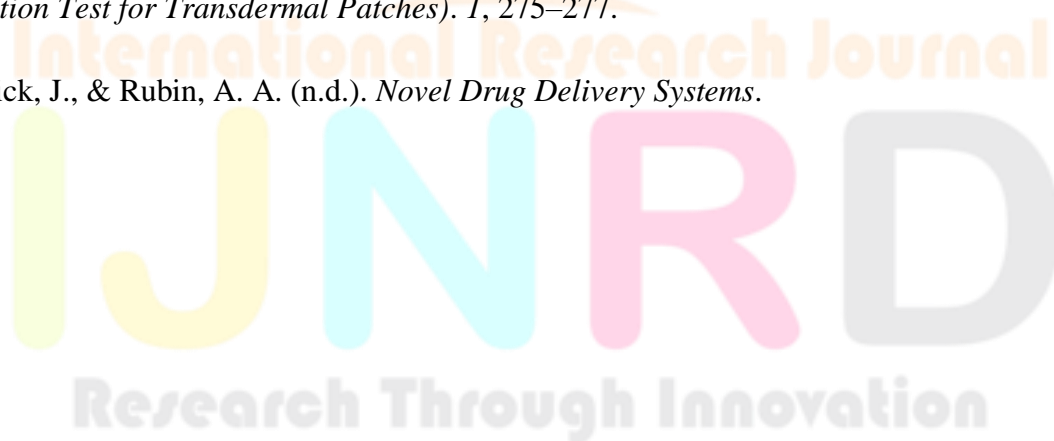 tion Test for Transdermal Patches). 1, 275–277.
International Research Journal
ck, J., & Rubin, A. A. (n.d.). Novel Drug Delivery Systems.
IJNRD
Research Through Innovation